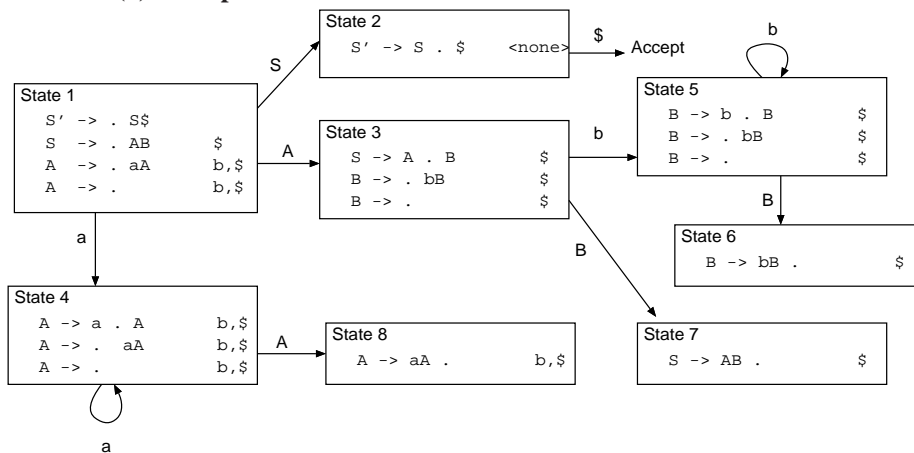 State 2
S' -> S . $ <none>
$
Accept
S
State 1
S' -> . S$
S -> . AB $
A -> . aA b,$
A -> . b,$
A
State 3
S -> A . B $
B -> . bB $
B -> . $
b
b
State 5
B -> b . B $
B -> . bB $
B -> . $
B
State 6
B -> bB . $
B
State 7
S -> AB . $
a
State 4
A -> a . A b,$
A -> . aA b,$
A -> . b,$
a
A
State 8
A -> aA . b,$